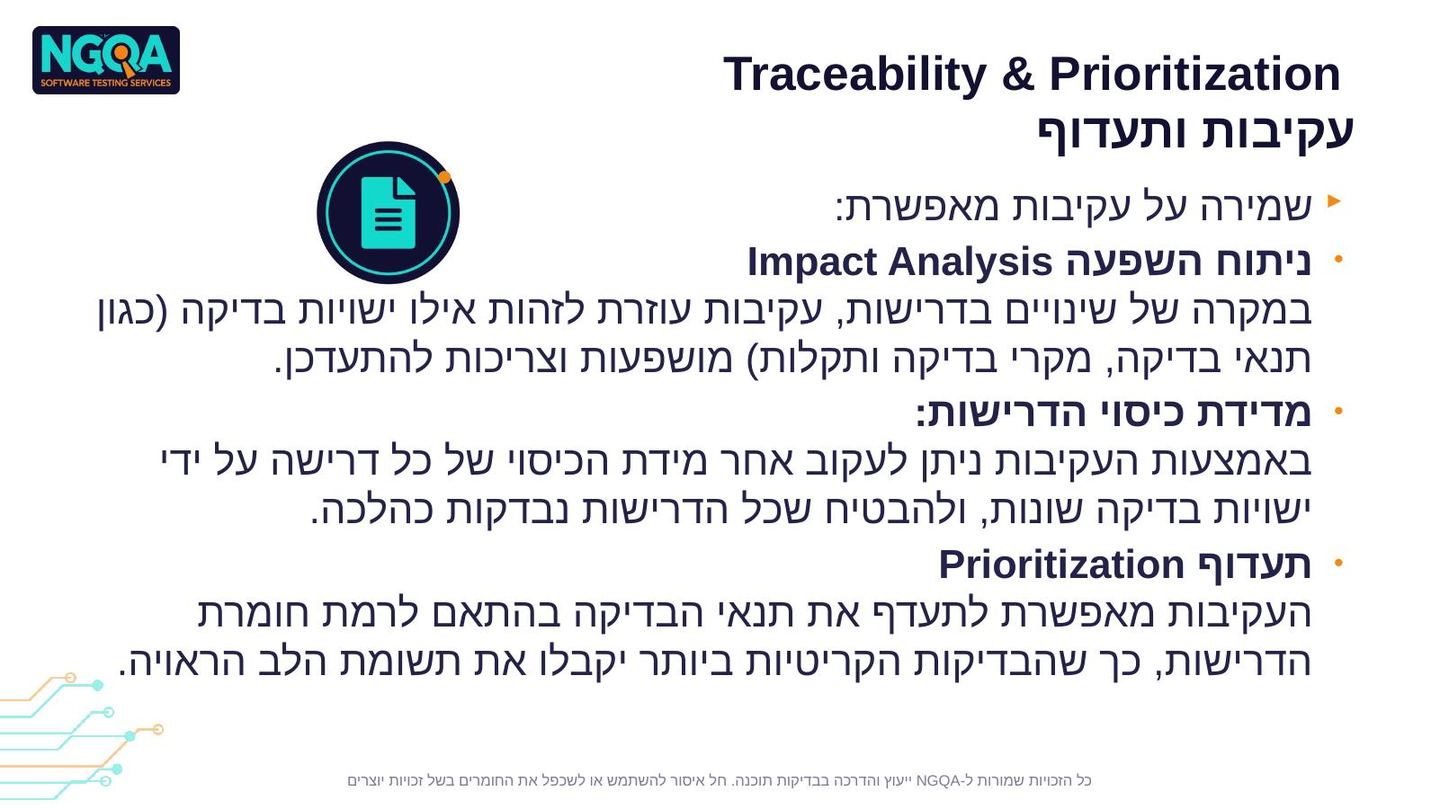 NGQA
SOFTWARE TESTING SERVICES
Traceability & Prioritization
עקיבות ותעדוף
שמירה על עקיבות מאפשרת:
ניתוח השפעה Impact Analysis
במקרה של שינויים בדרישות, עקיבות עוזרת לזהות אילו ישויות בדיקה (כגון
תנאי בדיקה, מקרי בדיקה ותקלות) מושפעות וצריכות להתעדכן.
מדידת כיסוי הדרישות:
באמצעות העקיבות ניתן לעקוב אחר מידת הכיסוי של כל דרישה על ידי
ישויות בדיקה שונות, ולהבטיח שכל הדרישות נבדקות כהלכה.
תעדוף Prioritization
העקיבות מאפשרת לתעדף את תנאי הבדיקה בהתאם לרמת חומרת
הדרישות, כך שהבדיקות הקריטיות ביותר יקבלו את תשומת הלב הראויה.
כל הזכויות שמורות ל-NGQA ייעוץ והדרכה בבדיקות תוכנה. חל איסור להשתמש או לשכפל את החומרים בשל זכויות יוצרים